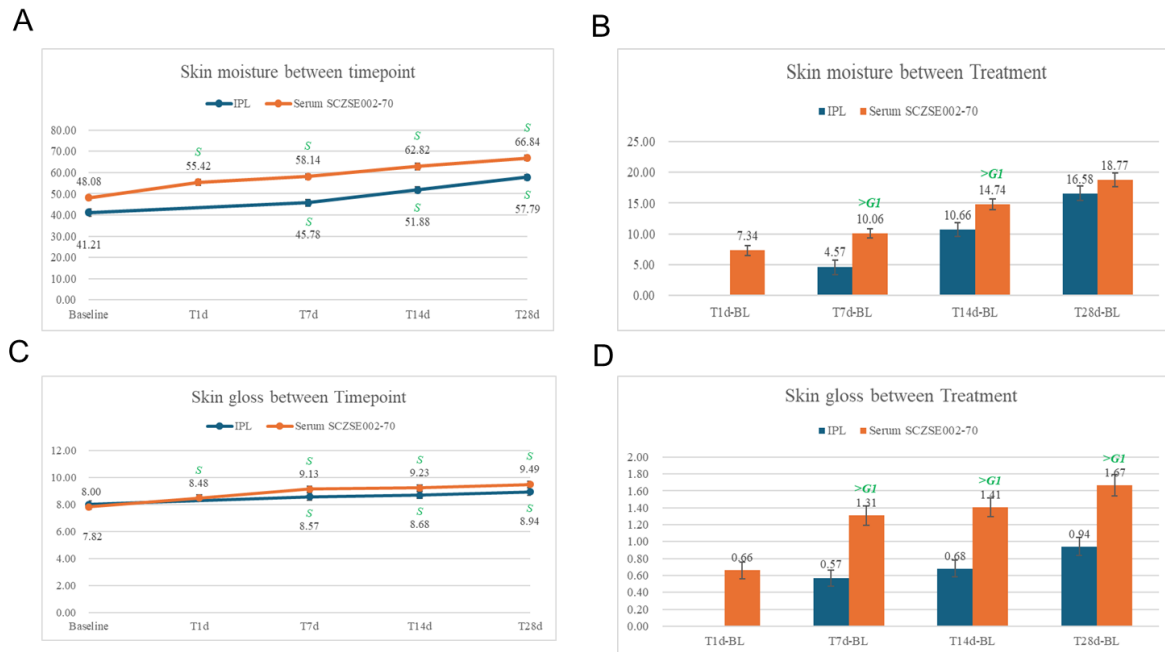 A
Skin moisture between timepoint
IPL Serum SCZSE002-70
80.00
70.00
60.00
50.00
40.00
30.00
20.00
10.00
0.00
48.08
S
55.42
S
58.14
S
62.82
S
66.84
41.21
S
45.78
S
51.88
S
57.79
Baseline T1d T7d T14d T28d
B
Skin moisture between Treatment
IPL Serum SCZSE002-70
25.00
20.00
15.00
10.00
5.00
0.00
7.34
4.57
>G1
10.06
10.66
>G1
14.74
16.58
18.77
T1d-BL T7d-BL T14d-BL T28d-BL
C
Skin gloss between Timepoint
IPL Serum SCZSE002-70
12.00
10.00
8.00
6.00
4.00
2.00
0.00
8.00
S
8.48
S
9.13
S
9.23
S
9.49
7.82
S
8.57
S
8.68
S
8.94
Baseline T1d T7d T14d T28d
D
Skin gloss between Treatment
IPL Serum SCZSE002-70
2.00
1.80
1.60
1.40
1.20
1.00
0.80
0.60
0.40
0.20
0.00
0.66
0.57
>G1
1.31
0.68
>G1
1.41
0.94
>G1
1.67
T1d-BL T7d-BL T14d-BL T28d-BL